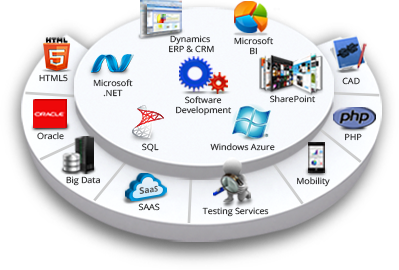 Dynamics
ERP & CRM
Microsoft
BI
HTML
5
HTML5
Microsoft
.NET
Software
Development
SharePoint
CAD
ORACLE
Oracle
SQL
Windows Azure
php
PHP
Big Data
SaaS
SAAS
Testing Services
Mobility